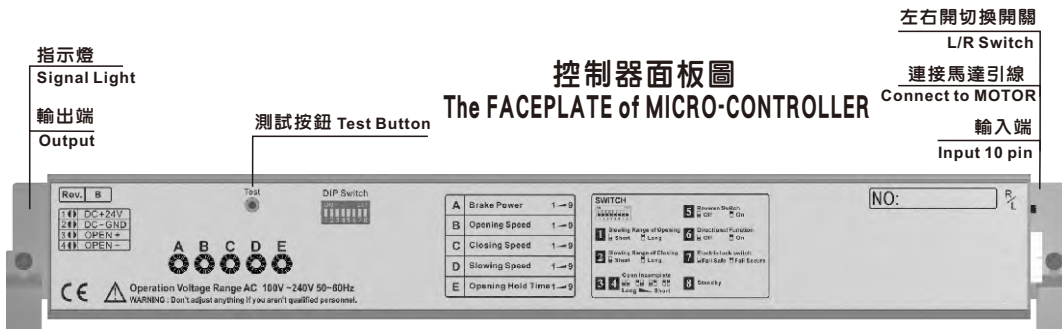 左右開切換開關
L/R Switch
指示燈
Signal Light
控制器面板圖
The FACEPLATE of MICRO-CONTROLLER
連接馬達引線
Connect to MOTOR
輸出端
Output
測試按鈕 Test Button
輸入端
Input 10 pin
Rev. B
1 DC+24V
2 DC-GND
3 OPEN+
4 OPEN-
Test
DIP Switch
A B C D E
CE
Operation Voltage Range AC 100V ~240V 50~60Hz
WARNING : Don't adjust anything if you aren't qualified personnel.
A Brake Power 1→9
B Opening Speed 1→9
C Closing Speed 1→9
D Slowing Speed 1→9
E Opening Hold Time 1→9
SWITCH
1 Slowing Range of Opening
Short Long
2 Slowing Range of Closing
Short Long
3 4 Open Incomplete
Long Short
5 Switch
Off On
6 Directional Function
Off On
7 Electric lock switch
Fail Safe Fail Secure
8 Standby
NO:
R/L